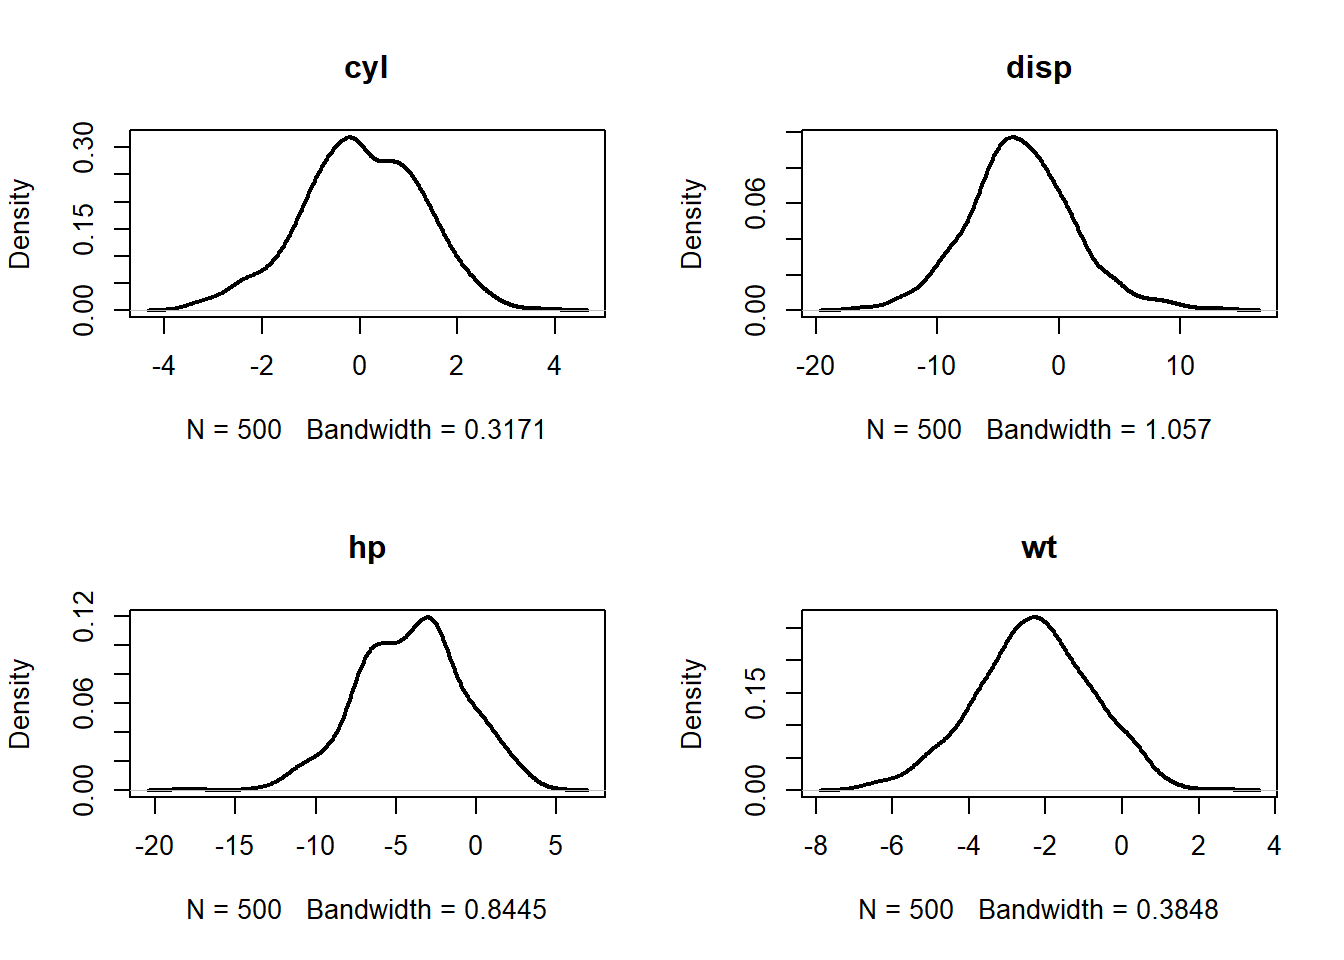 cyl
Density
0.00 0.15 0.30
-4 -2 0 2 4
N = 500 Bandwidth = 0.3171
disp
Density
0.00 0.06
-20 -10 0 10
N = 500 Bandwidth = 1.057
hp
Density
0.00 0.06 0.12
-20 -15 -10 -5 0 5
N = 500 Bandwidth = 0.8445
wt
Density
0.00 0.15
-8 -6 -4 -2 0 2 4
N = 500 Bandwidth = 0.3848